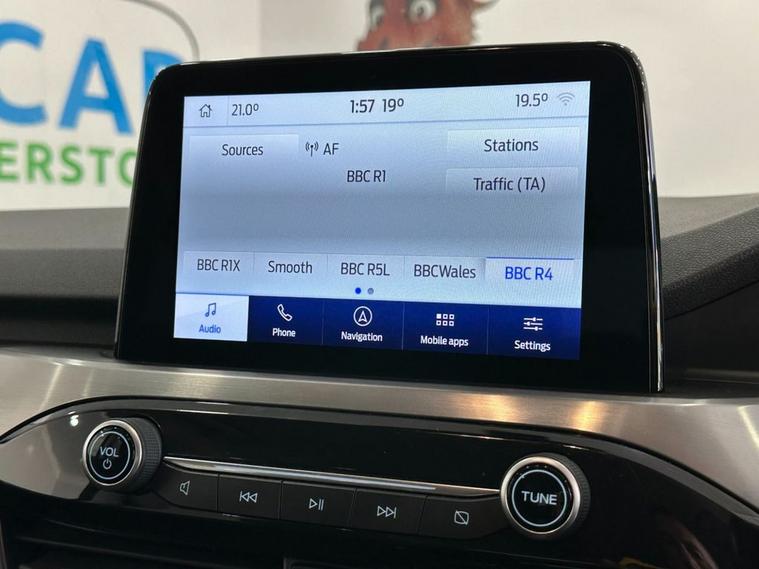 CAR
ERSTO
21.0° 1:57 19° 19.5°
Sources AF Stations
BBC R1 Traffic (TA)
BBC R1X Smooth BBC R5L BBCWales BBC R4
Audio Phone Navigation Mobile apps Settings
VOL
TUNE